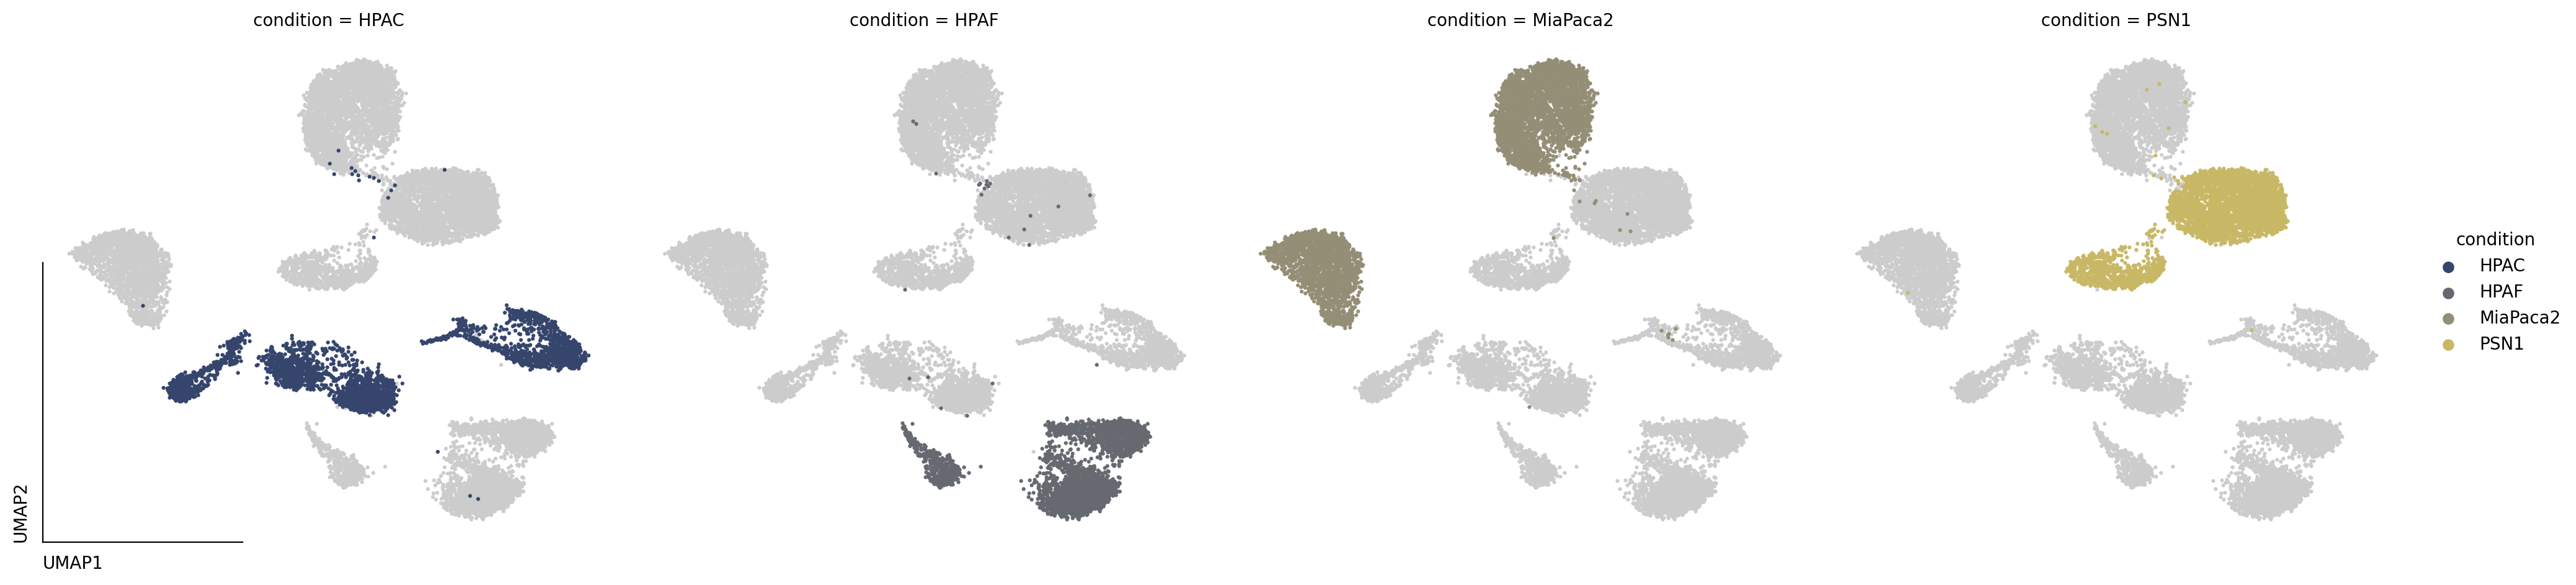 condition = HPAC
condition = HPAF
condition = MiaPaca2
condition = PSN1
condition
HPAC
HPAF
MiaPaca2
PSN1
UMAP2
UMAP1